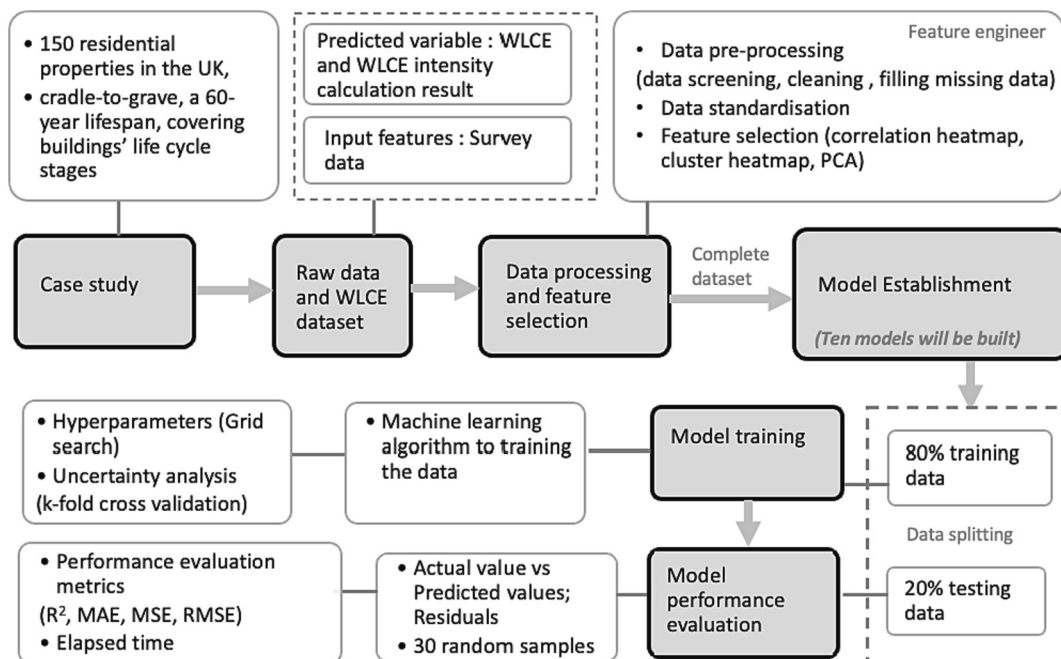 • 150 residential
properties in the UK,
• cradle-to-grave, a 60-
year lifespan, covering
buildings' life cycle
stages
Predicted variable : WLCE
and WLCE intensity
calculation result
Input features : Survey
data
Feature engineer
• Data pre-processing
(data screening, cleaning , filling missing data)
• Data standardisation
• Feature selection (correlation heatmap,
cluster heatmap, PCA)
Case study
Raw data
and WLCE
dataset
Data processing
and feature
selection
Complete
dataset
Model Establishment
(Ten models will be built)
• Hyperparameters (Grid
search)
• Uncertainty analysis
(k-fold cross validation)
• Machine learning
algorithm to training
the data
Model training
80% training
data
Data splitting
20% testing
data
• Performance evaluation
metrics
(R², MAE, MSE, RMSE)
• Elapsed time
• Actual value vs
Predicted values;
Residuals
• 30 random samples
Model
performance
evaluation